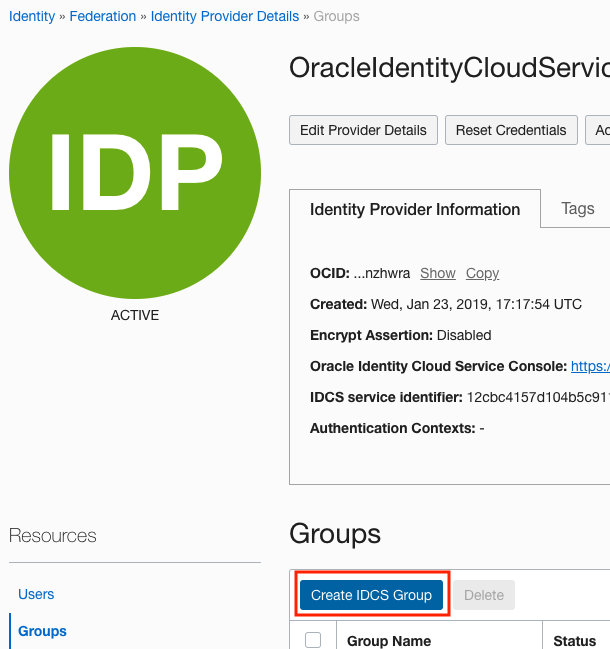 Identity » Federation » Identity Provider Details » Groups
IDP
ACTIVE
OracleIdentityCloudServic
Edit Provider Details
Reset Credentials
Ac
Identity Provider Information
Tags
OCID: ...nzhwra Show Copy
Created: Wed, Jan 23, 2019, 17:17:54 UTC
Encrypt Assertion: Disabled
Oracle Identity Cloud Service Console: https:/
IDCS service identifier: 12cbc4157d104b5c911
Authentication Contexts: -
Resources
Users
Groups
Groups
Create IDCS Group
Delete
Group Name
Status